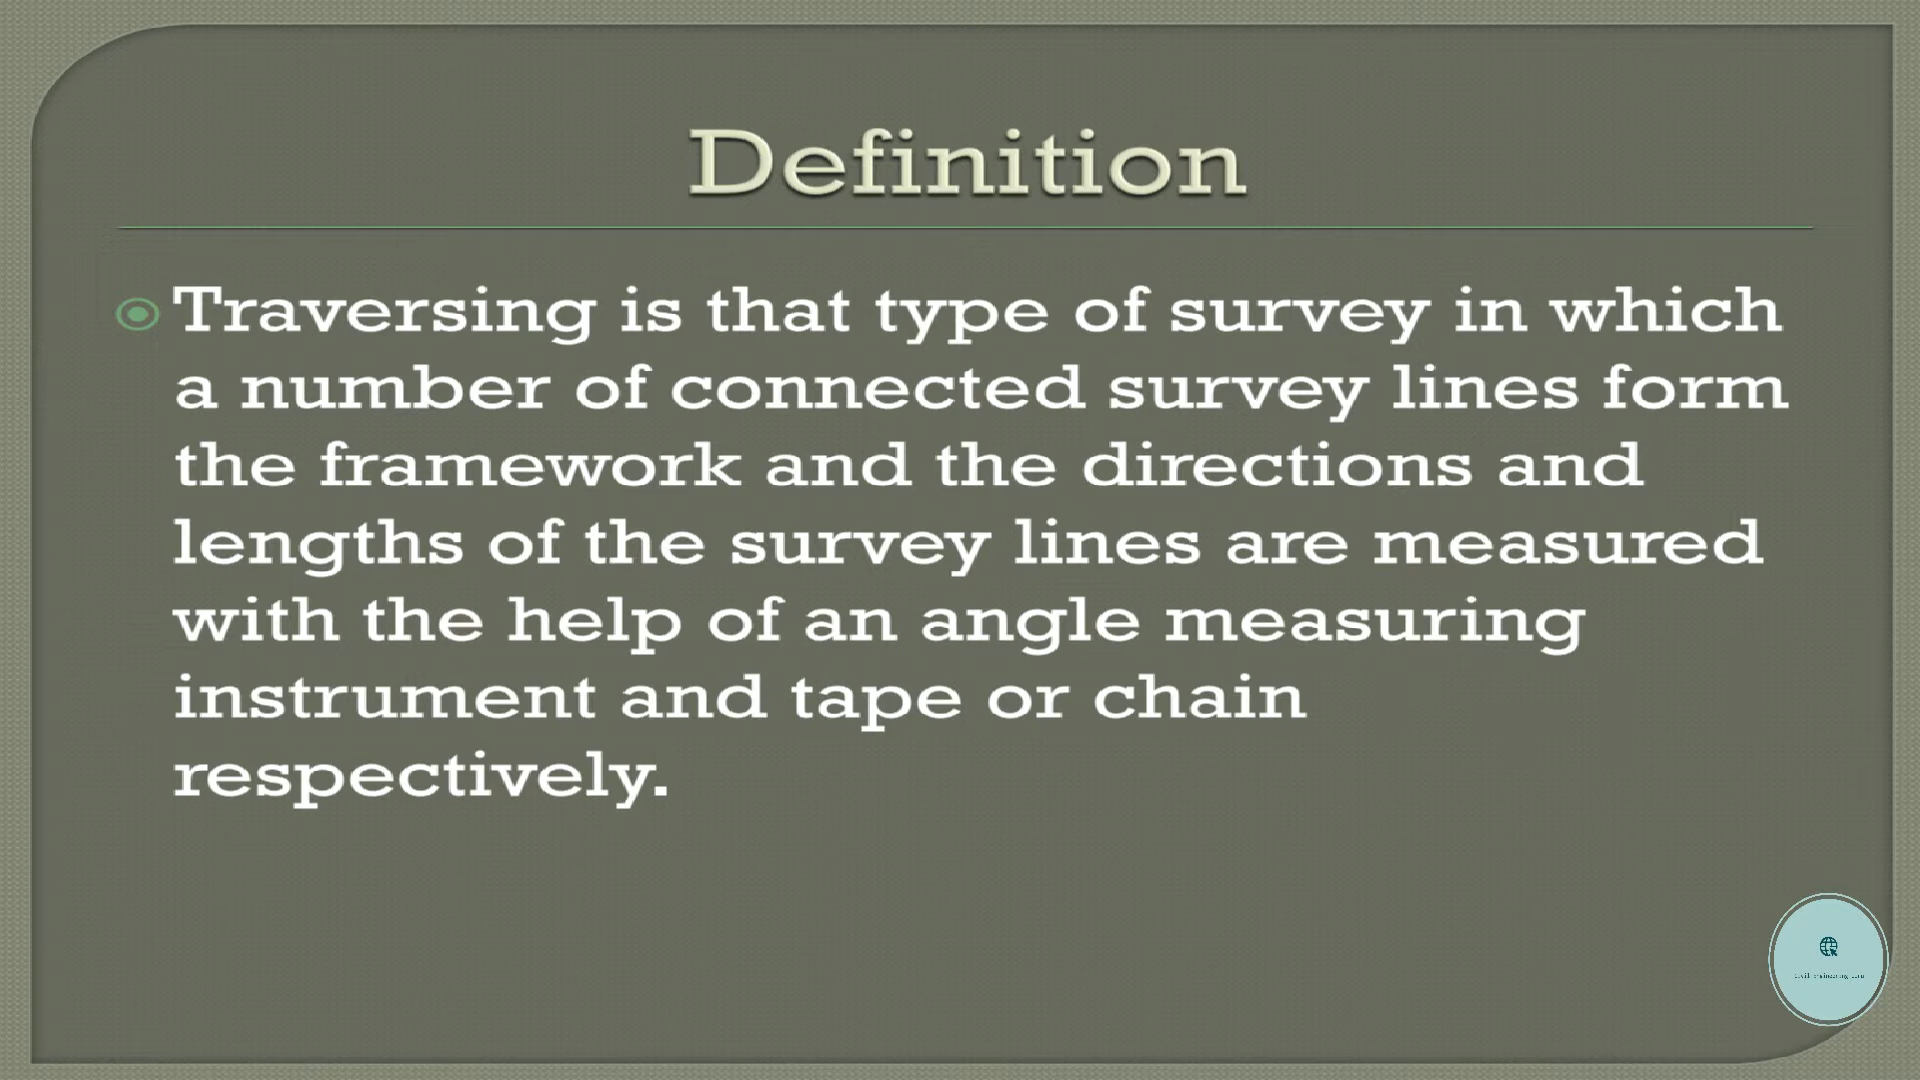 Definition
Traversing is that type of survey in which
a number of connected survey lines form
the framework and the directions and
lengths of the survey lines are measured
with the help of an angle measuring
instrument and tape or chain
respectively.